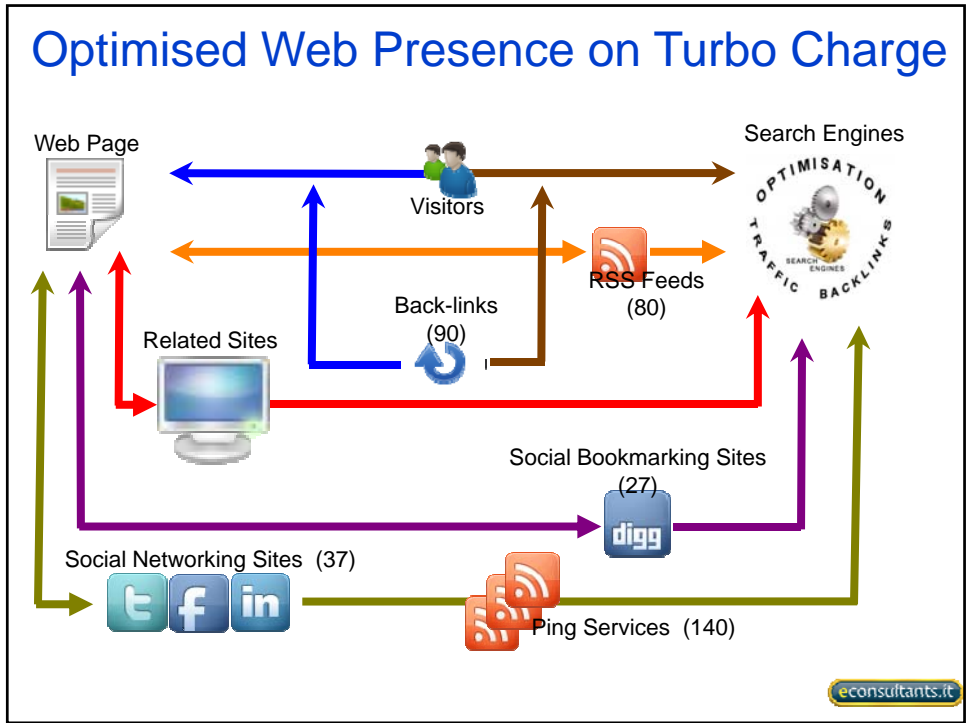 Optimised Web Presence on Turbo Charge
Web Page
Search Engines
Visitors
OPTIMISATION
TRAFFIC BACKLINKS
SEARCH
ENGINES
RSS Feeds
(80)
Back-links
(90)
Related Sites
Social Bookmarking Sites
(27)
digg
Social Networking Sites (37)
t f in
Ping Services (140)
econsultants.it